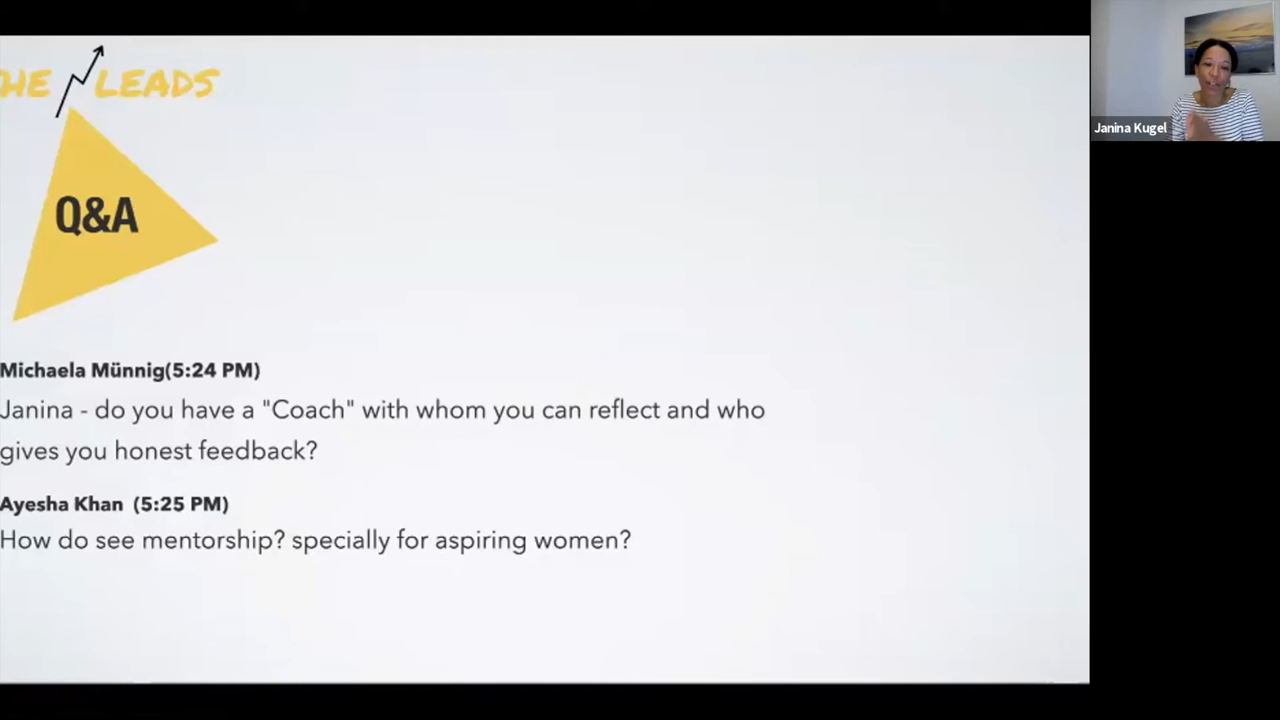 HE LEADS
Janina Kugel
Q&A
Michaela Münnig(5:24 PM)
Janina - do you have a "Coach" with whom you can reflect and who
gives you honest feedback?
Ayesha Khan (5:25 PM)
How do see mentorship? specially for aspiring women?